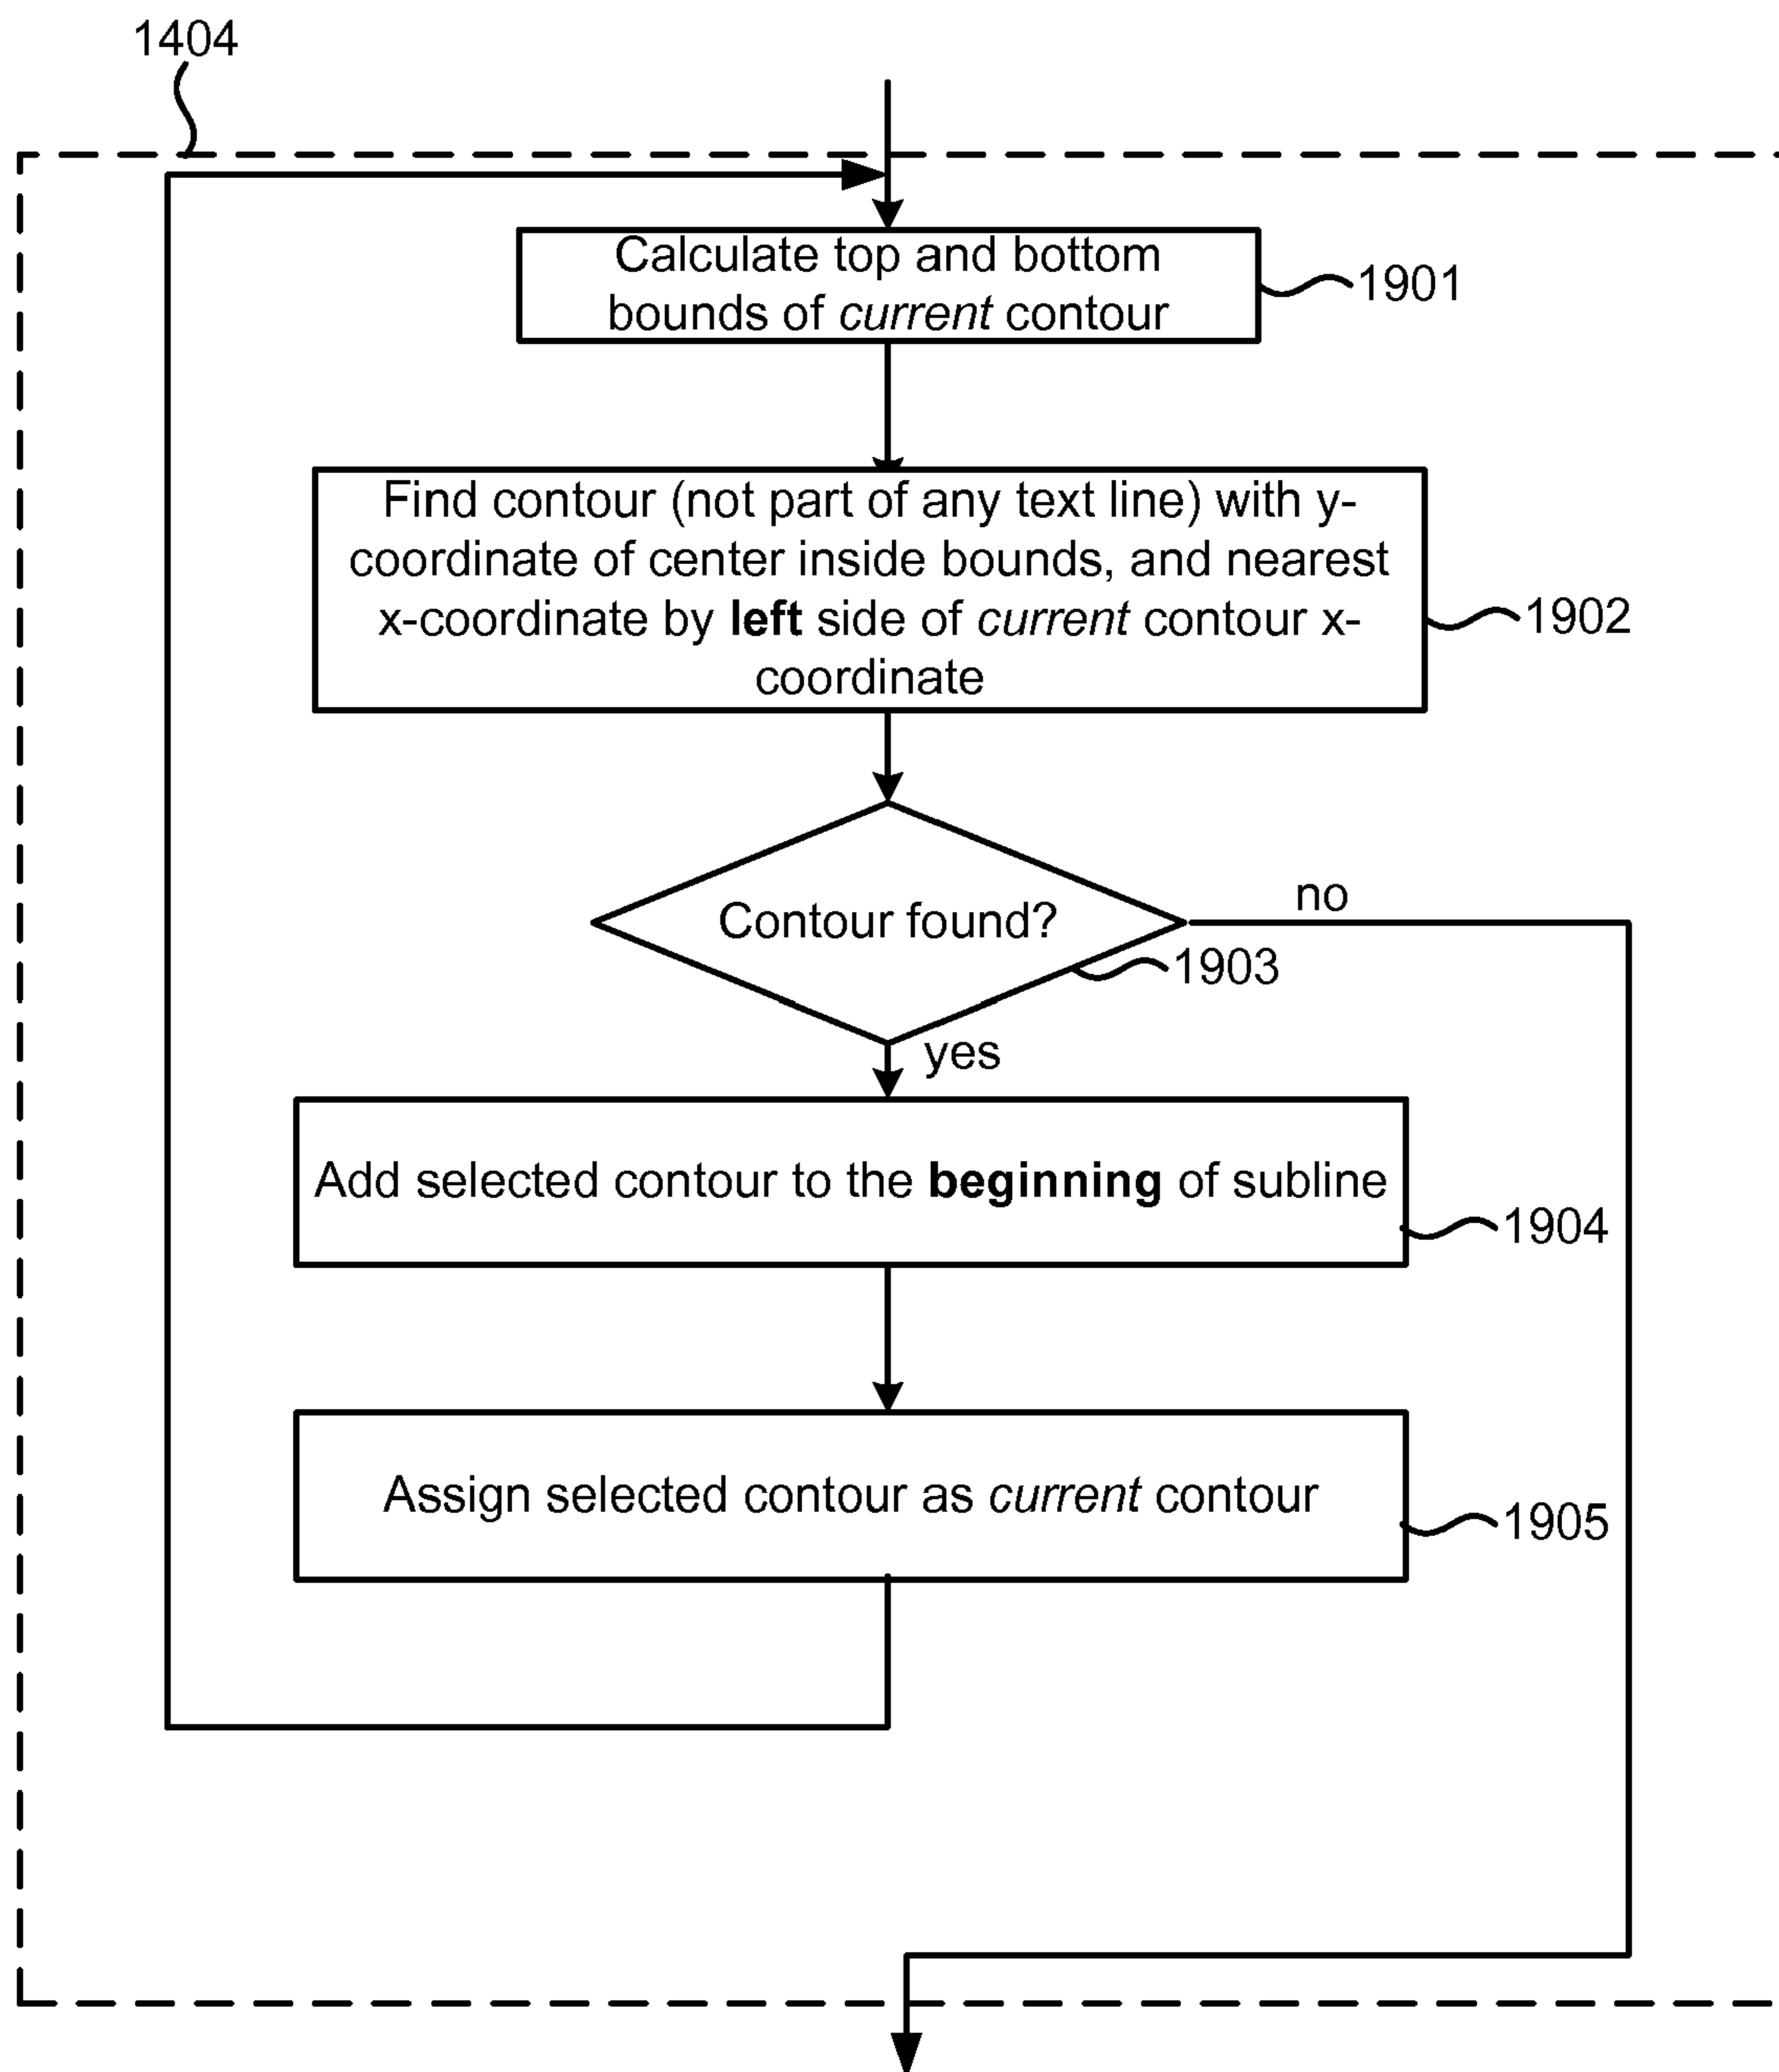 1404
Calculate top and bottom
bounds of current contour
1901
Find contour (not part of any text line) with y-
coordinate of center inside bounds, and nearest
x-coordinate by left side of current contour x-
coordinate
1902
Contour found?
no
1903
yes
Add selected contour to the beginning of subline
1904
Assign selected contour as current contour
1905